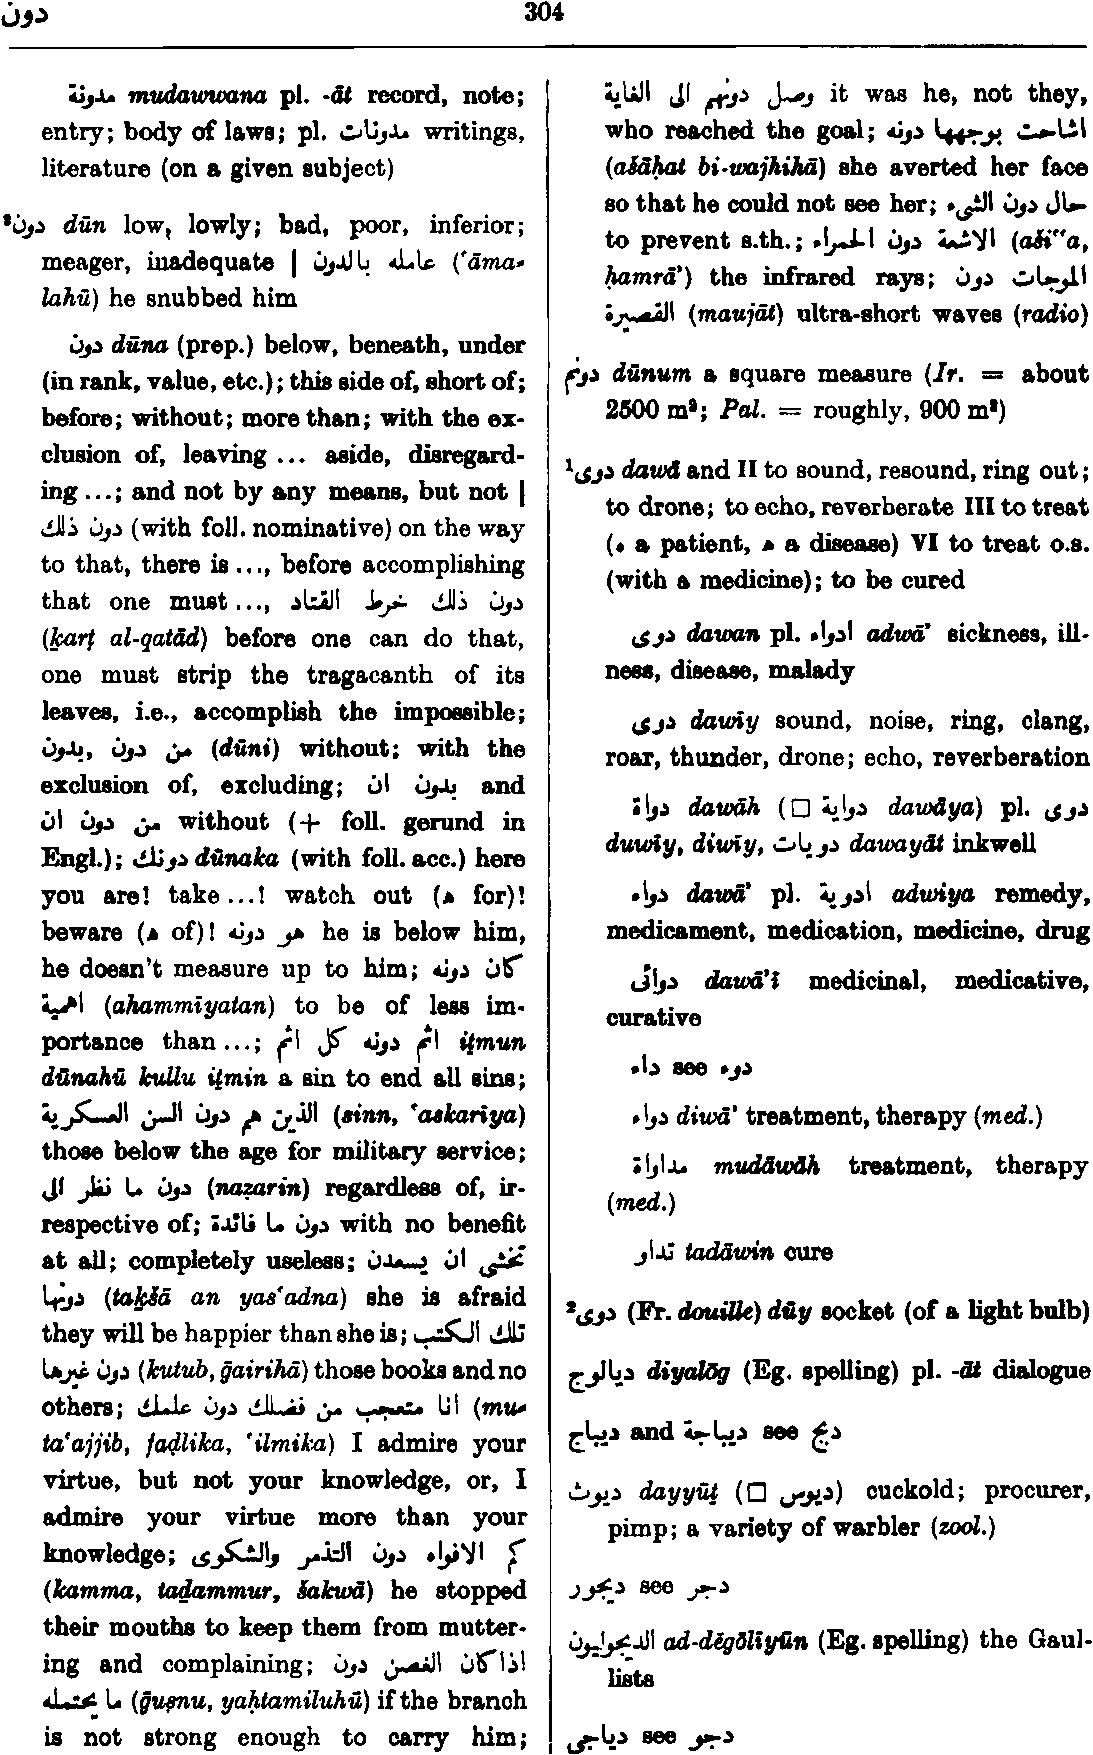 دون
304
مدونة mudawwana pl. -āt record, note;
entry; body of laws; pl. مدونات writings,
literature (on a given subject)
²دون dūn low, lowly; bad, poor, inferior;
meager, inadequate | عامله بالدون (‘āma-
lahū) he snubbed him
دون dūna (prep.) below, beneath, under
(in rank, value, etc.); this side of, short of;
before; without; more than; with the ex-
clusion of, leaving ... aside, disregard-
ing ...; and not by any means, but not |
دون ذلك (with foll. nominative) on the way
to that, there is ..., before accomplishing
that one must ..., دون ذلك خرط القتاد
(ḵarṭ al-qatād) before one can do that,
one must strip the tragacanth of its
leaves, i.e., accomplish the impossible;
بدون, من دون (dūni) without; with the
exclusion of, excluding; بدون ان and
من دون ان without (+ foll. gerund in
Engl.); دونك dūnaka (with foll. acc.) here
you are! take ...! watch out (ه for)!
beware (ه of)! هو دونه he is below him,
he doesn’t measure up to him; كان دونه
اهمية (ahammīyatan) to be of less im-
portance than ...; اثم دونه كل اثم iṯmun
dūnahū kullu iṯmin a sin to end all sins;
الذين هم دون السن العسكرية (sinn, ‘askarīya)
those below the age for military service;
دون ما نظر الى (naẓarin) regardless of, ir-
respective of; دون ما فائدة with no benefit
at all; completely useless; تخشى ان يسعدن
دونها (taḵšā an yas‘adna) she is afraid
they will be happier than she is; تلك الكتب
دون غيرها (kutub, ḡairihā) those books and no
others; انا متعجب من فضلك دون علمك (mu-
ta‘ajjib, faḍlika, ‘ilmika) I admire your
virtue, but not your knowledge, or, I
admire your virtue more than your
knowledge; كم الافواه دون التذمر والشكوى
(kamma, taḏammur, šakwā) he stopped
their mouths to keep them from mutter-
ing and complaining; اذا كان الغصن دون
ما يحتمله (ḡuṣnu, yaḥtamiluhū) if the branch
is not strong enough to carry him;
وصل دونهم الى الغاية it was he, not they,
who reached the goal; اشاحت بوجهها دونه
(ašāḥat bi-wajhihā) she averted her face
so that he could not see her; حال دون الشىء
to prevent s.th.; الاشعة دون الحمراء (aši‘‘a,
ḥamrā’) the infrared rays; الموجات دون
القصيرة (maujāt) ultra-short waves (radio)
دونم dūnum a square measure (Ir. = about
2500 m²; Pal. = roughly, 900 m²)
¹دوى dawā and II to sound, resound, ring out;
to drone; to echo, reverberate III to treat
(ه a patient, ه a disease) VI to treat o.s.
(with a medicine); to be cured
دوى dawan pl. ادواء adwā’ sickness, ill-
ness, disease, malady
دوى dawīy sound, noise, ring, clang,
roar, thunder, drone; echo, reverberation
دواة dawāh (□ دواية dawāya) pl. دوى
duwīy, diwīy, دويات dawayāt inkwell
دواء dawā’ pl. ادوية adwiya remedy,
medicament, medication, medicine, drug
دوائى dawā’ī medicinal, medicative,
curative
داء see دوء
دواء diwā’ treatment, therapy (med.)
مداواة mudāwāh treatment, therapy
(med.)
تداو tadāwin cure
²دوى (Fr. douille) dūy socket (of a light bulb)
ديالوج diyalōg (Eg. spelling) pl. -āt dialogue
ديباج and ديباجة see دبج
ديوث dayyūṯ (□ ديوس) cuckold; procurer,
pimp; a variety of warbler (zool.)
ديجور see دجر
الديجوليون ad-dēgōlīyūn (Eg. spelling) the Gaul-
lists
دياجى see دجو